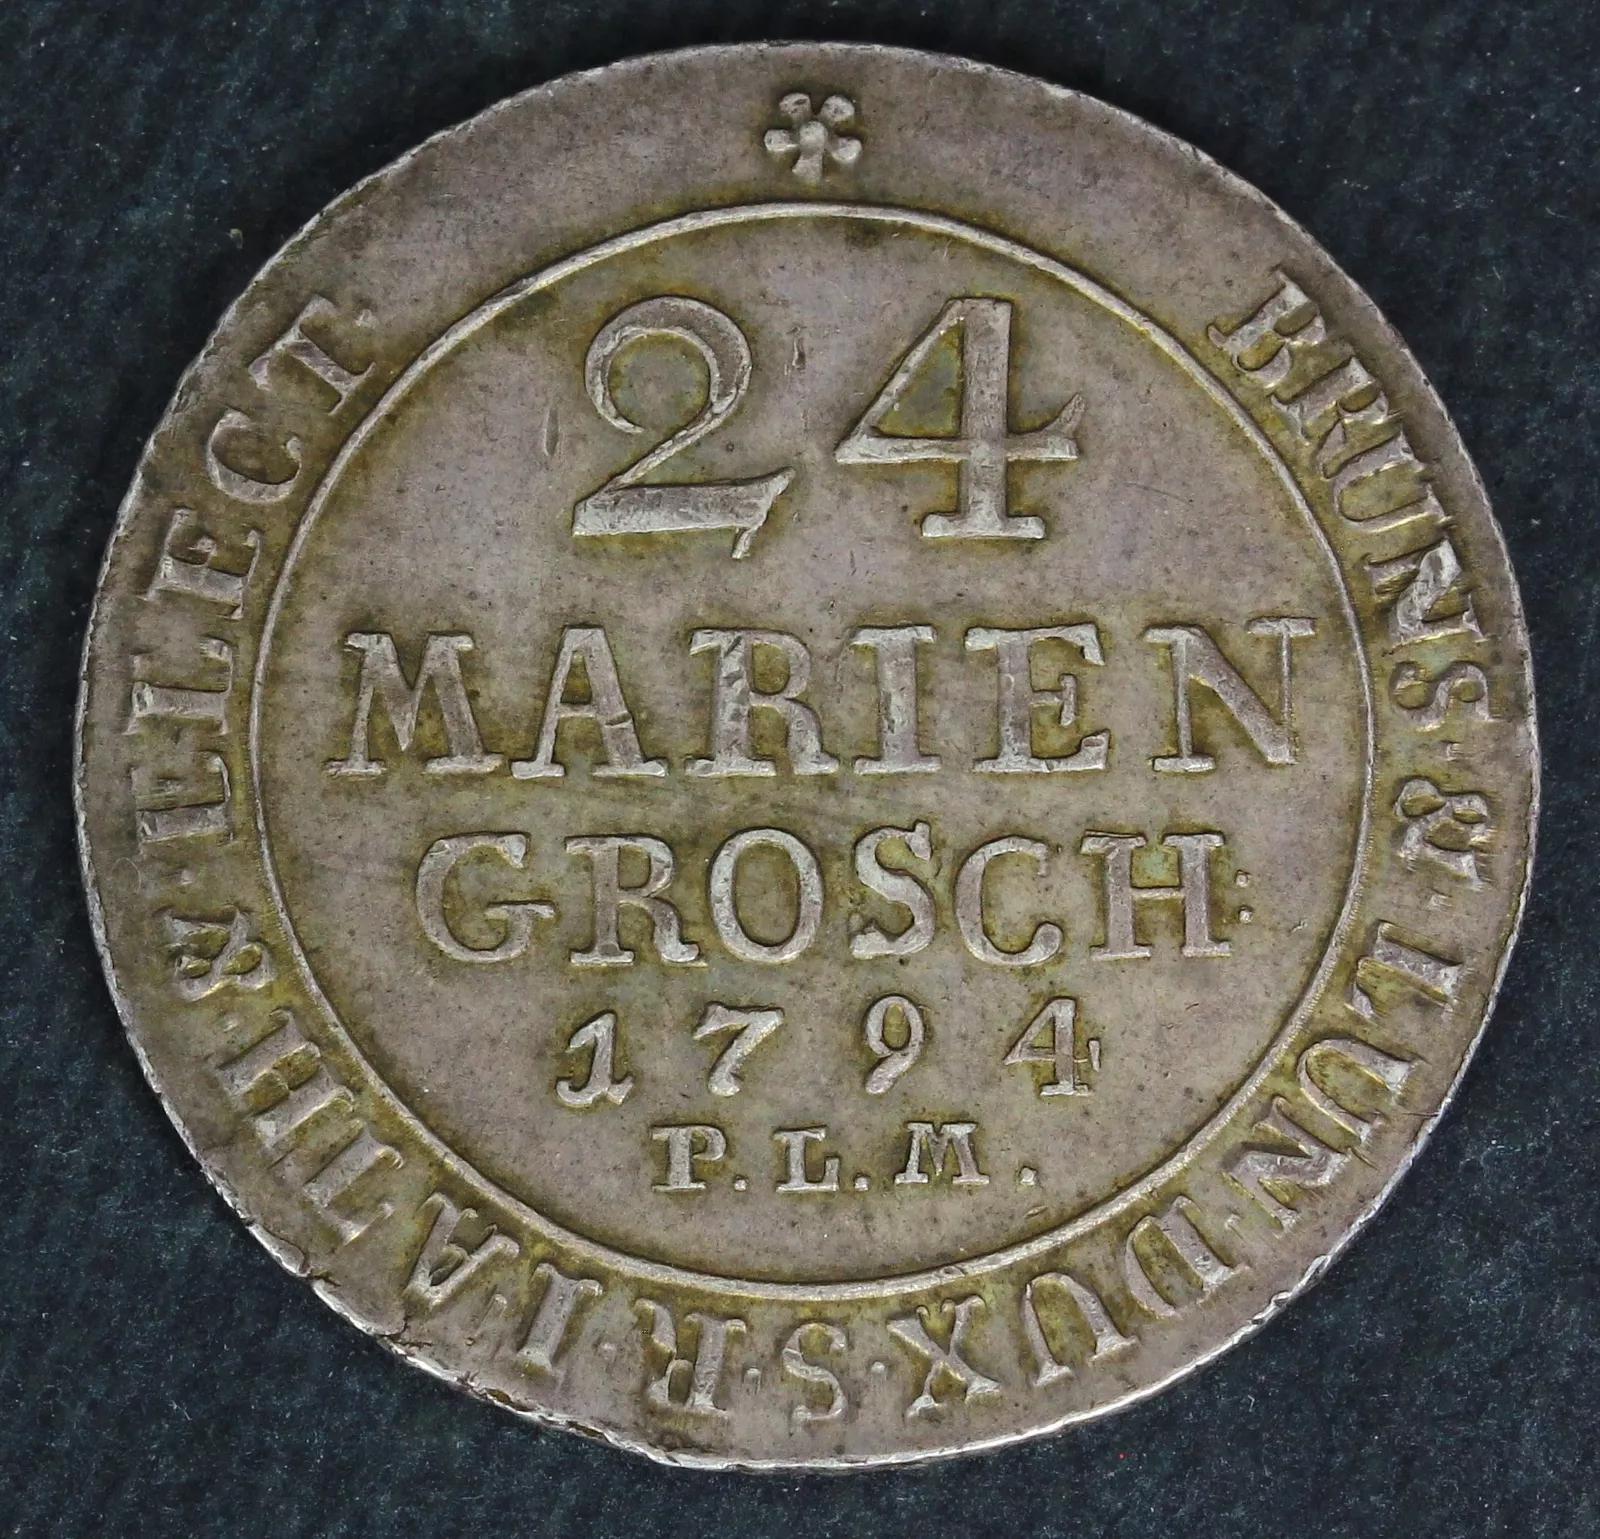 24
MARIEN
GROSCH:
1794
P.L.M.
BRUNS·&·LUN·DUX·S·R·I·A·TH·&·ELECT·